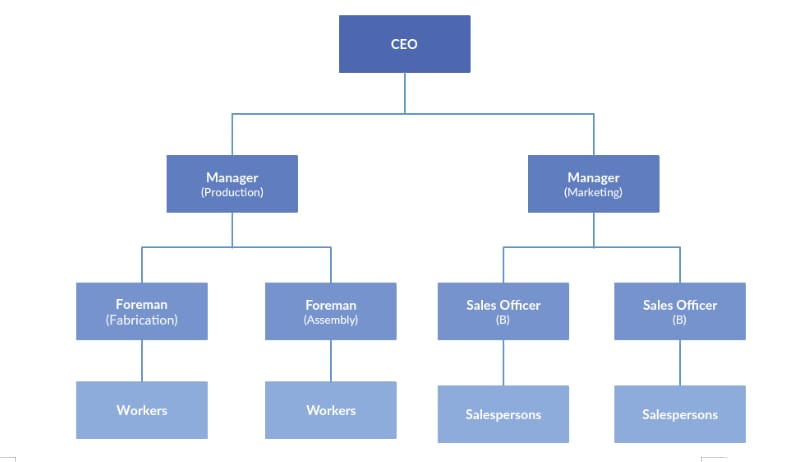 CEO
Manager
(Production)
Manager
(Marketing)
Foreman
(Fabrication)
Foreman
(Assembly)
Sales Officer
(B)
Sales Officer
(B)
Workers
Workers
Salespersons
Salespersons